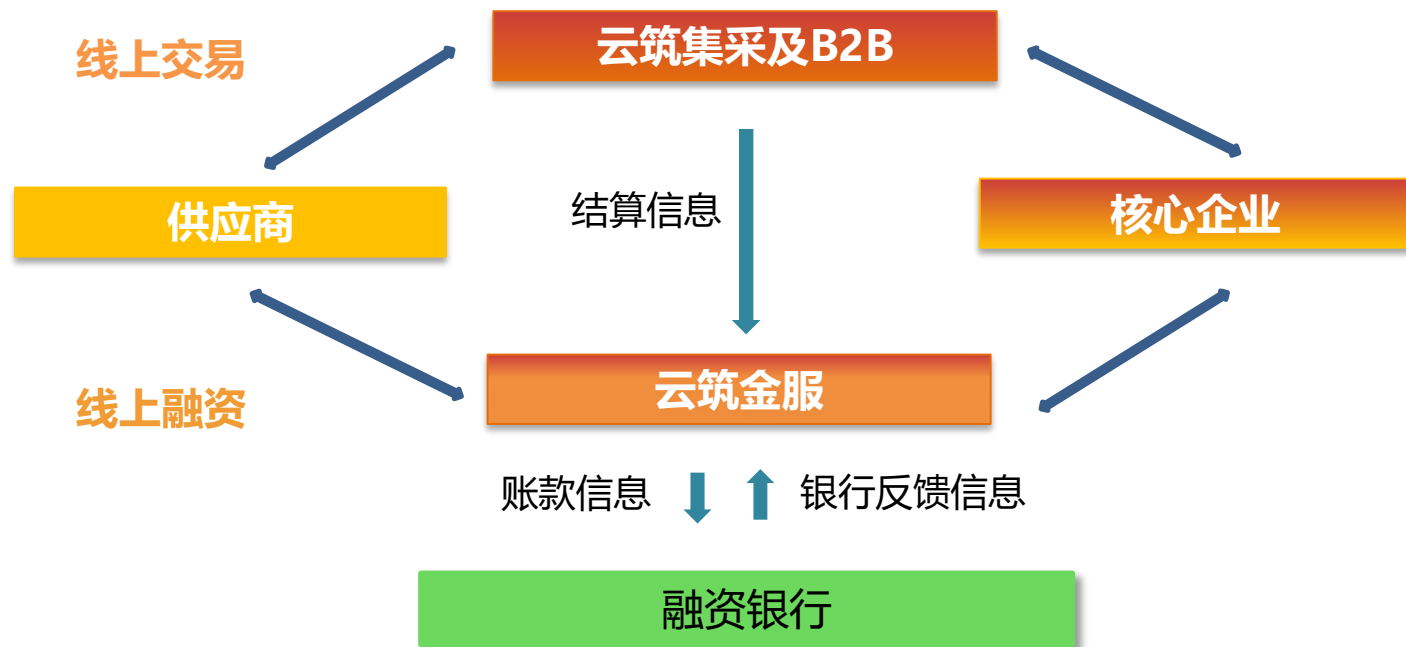 线上交易
云筑集采及B2B
供应商
结算信息
核心企业
线上融资
云筑金服
账款信息
银行反馈信息
融资银行